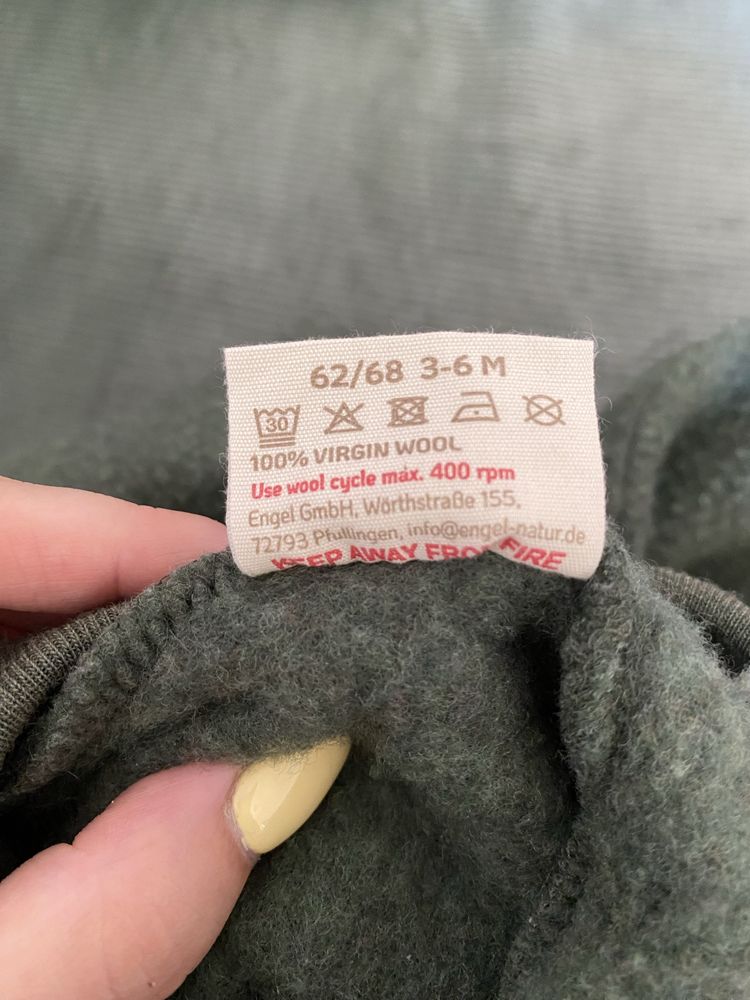 62/68 3-6 M
30
100% VIRGIN WOOL
Use wool cycle max. 400 rpm
Engel GmbH, Wörthstraße 155,
72793 Pfullingen, info@engel-natur.de
KEEP AWAY FROM FIRE